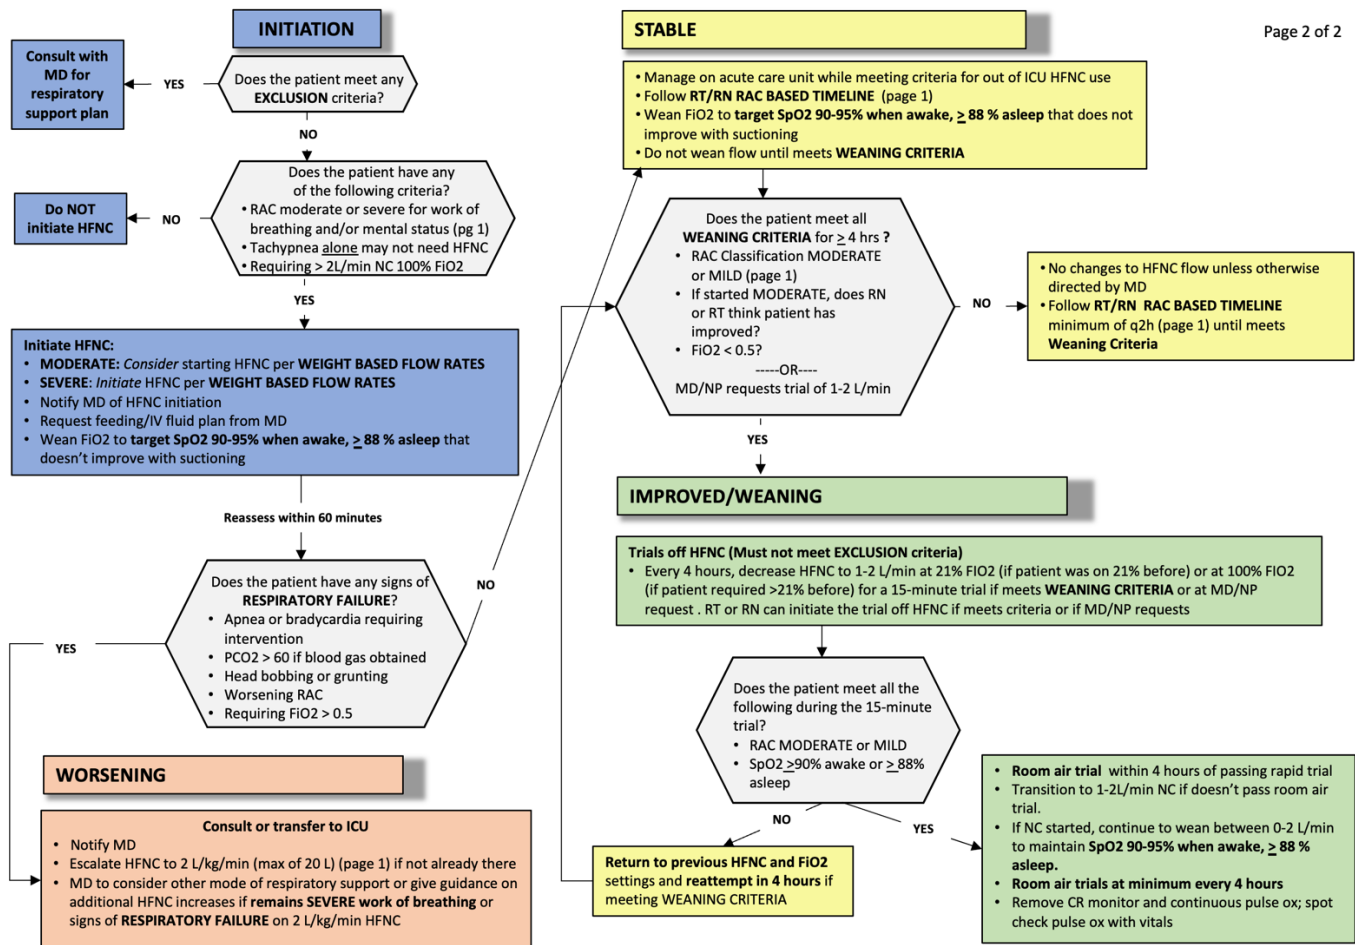 INITIATION
Consult with
MD for
respiratory
support plan
YES
Does the patient meet any
EXCLUSION criteria?
NO
Does the patient have any
of the following criteria?
• RAC moderate or severe for work of
breathing and/or mental status (pg 1)
• Tachypnea alone may not need HFNC
• Requiring > 2L/min NC 100% FiO2
NO
Do NOT
initiate HFNC
YES
Initiate HFNC:
• MODERATE: Consider starting HFNC per WEIGHT BASED FLOW RATES
• SEVERE: Initiate HFNC per WEIGHT BASED FLOW RATES
• Notify MD of HFNC initiation
• Request feeding/IV fluid plan from MD
• Wean FiO2 to target SpO2 90-95% when awake, > 88 % asleep that
doesn't improve with suctioning
Reassess within 60 minutes
Does the patient have any signs of
RESPIRATORY FAILURE?
• Apnea or bradycardia requiring
intervention
• PCO2 > 60 if blood gas obtained
• Head bobbing or grunting
• Worsening RAC
• Requiring FiO2 > 0.5
NO
YES
WORSENING
Consult or transfer to ICU
• Notify MD
• Escalate HFNC to 2 L/kg/min (max of 20 L) (page 1) if not already there
• MD to consider other mode of respiratory support or give guidance on
additional HFNC increases if remains SEVERE work of breathing or
signs of RESPIRATORY FAILURE on 2 L/kg/min HFNC
STABLE
Page 2 of 2
• Manage on acute care unit while meeting criteria for out of ICU HFNC use
• Follow RT/RN RAC BASED TIMELINE (page 1)
• Wean FiO2 to target SpO2 90-95% when awake, > 88 % asleep that does not
improve with suctioning
• Do not wean flow until meets WEANING CRITERIA
Does the patient meet all
WEANING CRITERIA for > 4 hrs ?
• RAC Classification MODERATE
or MILD (page 1)
• If started MODERATE, does RN
or RT think patient has
improved?
• FiO2 < 0.5?
-----OR----
MD/NP requests trial of 1-2 L/min
NO
• No changes to HFNC flow unless otherwise
directed by MD
• Follow RT/RN RAC BASED TIMELINE
minimum of q2h (page 1) until meets
Weaning Criteria
YES
IMPROVED/WEANING
Trials off HFNC (Must not meet EXCLUSION criteria)
• Every 4 hours, decrease HFNC to 1-2 L/min at 21% FIO2 (if patient was on 21% before) or at 100% FIO2
(if patient required >21% before) for a 15-minute trial if meets WEANING CRITERIA or at MD/NP
request . RT or RN can initiate the trial off HFNC if meets criteria or if MD/NP requests
Does the patient meet all the
following during the 15-minute
trial?
• RAC MODERATE or MILD
• SpO2 >90% awake or > 88%
asleep
NO
YES
Return to previous HFNC and FiO2
settings and reattempt in 4 hours if
meeting WEANING CRITERIA
• Room air trial within 4 hours of passing rapid trial
• Transition to 1-2L/min NC if doesn't pass room air
trial.
• If NC started, continue to wean between 0-2 L/min
to maintain SpO2 90-95% when awake, > 88 %
asleep.
• Room air trials at minimum every 4 hours
• Remove CR monitor and continuous pulse ox; spot
check pulse ox with vitals